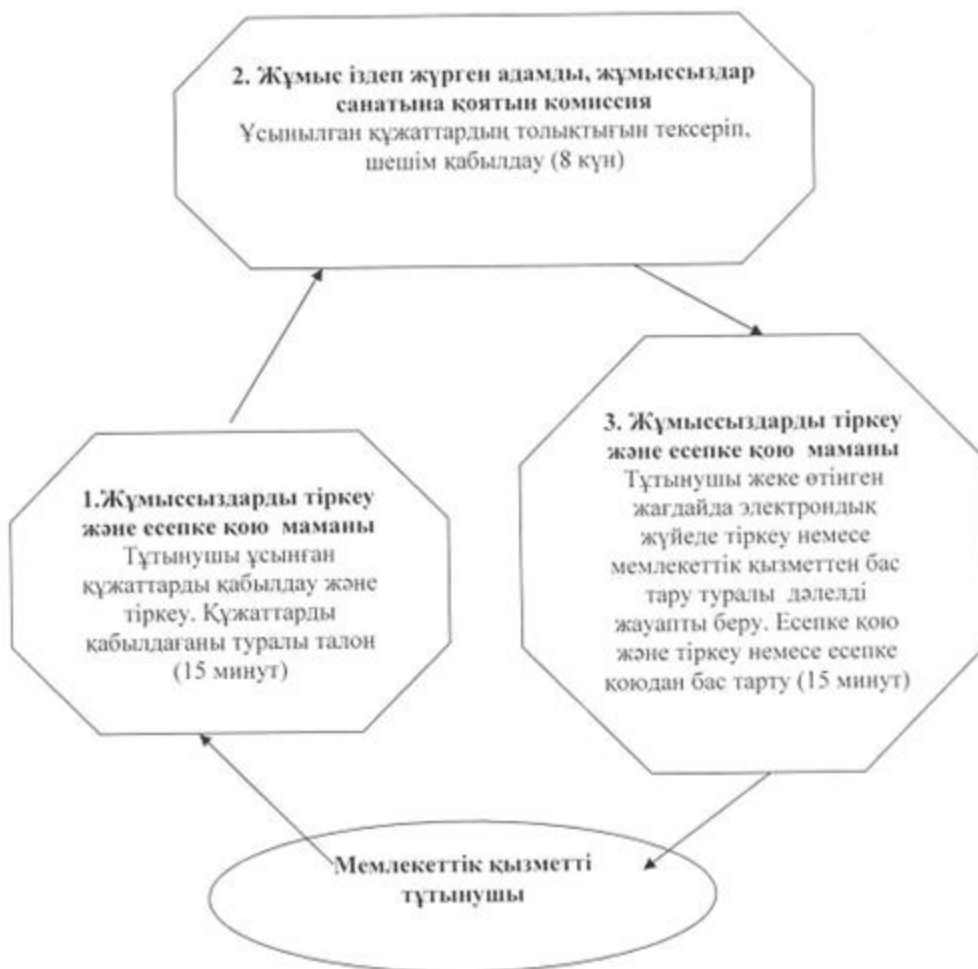 2. Жұмыс іздеп жүрген адамды, жұмыссыздар
санатына қоятын комиссия
Ұсынылған құжаттардың толықтығын тексеріп,
шешім қабылдау (8 күн)
1.Жұмыссыздарды тіркеу
және есепке қою маманы
Тұтынушы ұсынған
құжаттарды қабылдау және
тіркеу. Құжаттарды
қабылдағаны туралы талон
(15 минут)
3. Жұмыссыздарды тіркеу
және есепке қою маманы
Тұтынушы жеке өтінген
жағдайда электрондық
жүйеде тіркеу немесе
мемлекеттік қызметтен бас
тару туралы дәлелді
жауапты беру. Есепке қою
және тіркеу немесе есепке
қоюдан бас тарту (15 минут)
Мемлекеттік қызметті
тұтынушы